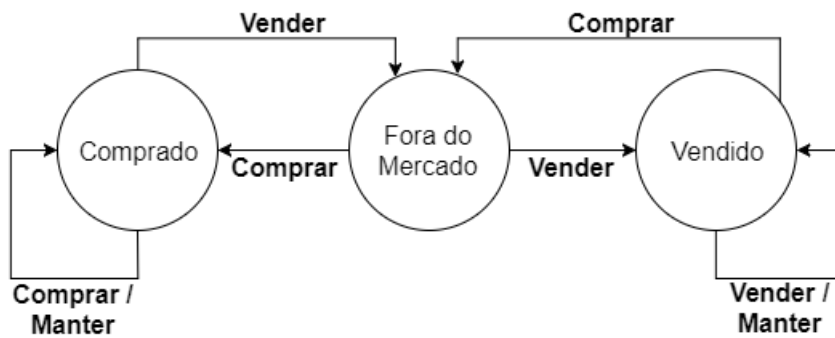 Vender
Comprar
Comprado
Fora do
Mercado
Vendido
Comprar
Vender
Comprar /
Manter
Vender /
Manter